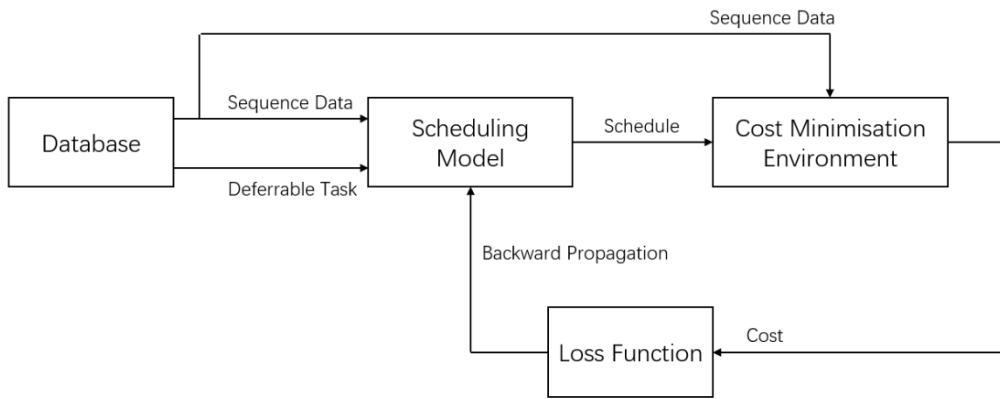 Sequence Data
Sequence Data
Database
Deferrable Task
Scheduling
Model
Schedule
Cost Minimisation
Environment
Backward Propagation
Loss Function
Cost